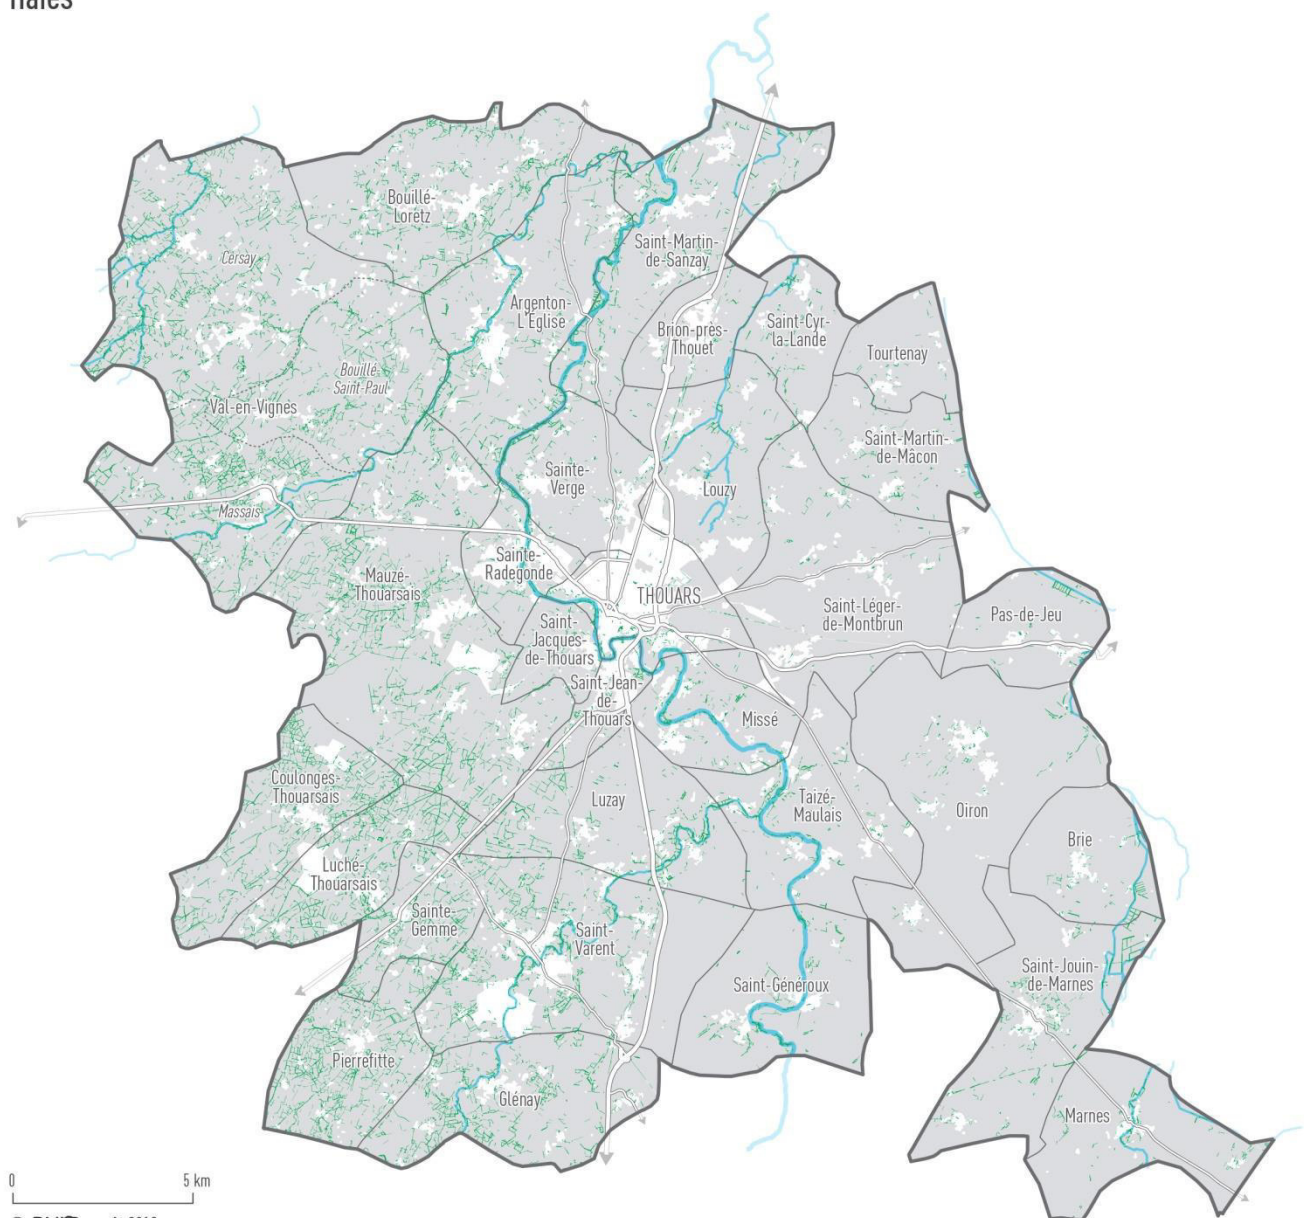 Haies
Bouillé-
Loretz
Saint-Martin-
de-Sanzay
Cersay
Argenton-
L'Eglise
Brion-près-
Thouet
Saint-Cyr-
la-Lande
Tourtenay
Bouillé
Saint-Paul
Val-en-Vignes
Saint-Martin-
de-Mâcon
Sainte-
Verge
Louzy
Massais
Sainte-
Radegonde
Mauzé-
Thouarsais
THOUARS
Saint-Léger-
de-Montbrun
Pas-de-Jeu
Saint-
Jacques-
de-Thouars
Saint-Jean-
de-
Thouars
Missé
Coulonges-
Thouarsais
Luzay
Taizé-
Maulais
Oiron
Brie
Luché-
Thouarsais
Sainte-
Gemme
Saint-
Varent
Saint-Généroux
Saint-Jouin-
de-Marnes
Pierrefitte
Glénay
Marnes
0 5 km